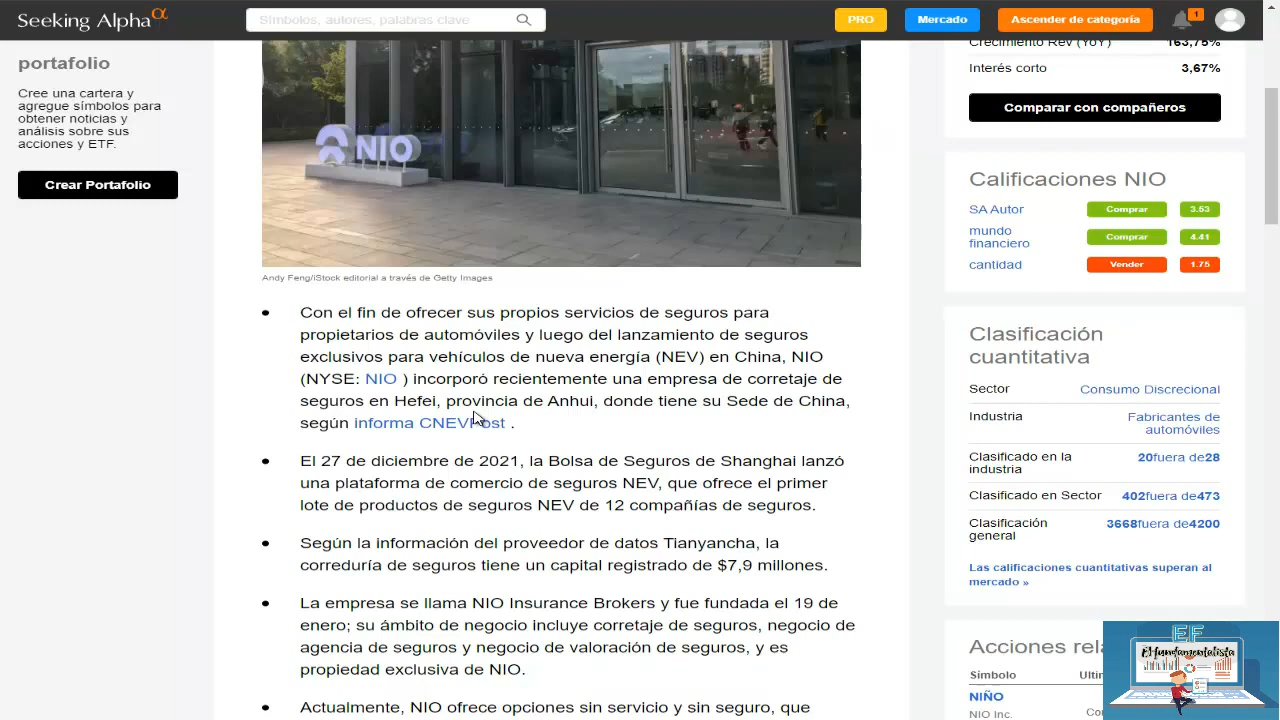 Seeking Alpha α
Símbolos, autores, palabras clave
PRO
Mercado
Ascender de categoría
1
portafolio
Cree una cartera y
agregue símbolos para
obtener noticias y
análisis sobre sus
acciones y ETF.
Crear Portafolio
NIO
Andy Feng/iStock editorial a través de Getty Images
Con el fin de ofrecer sus propios servicios de seguros para
propietarios de automóviles y luego del lanzamiento de seguros
exclusivos para vehículos de nueva energía (NEV) en China, NIO
(NYSE: NIO ) incorporó recientemente una empresa de corretaje de
seguros en Hefei, provincia de Anhui, donde tiene su Sede de China,
según informa CNEVPost .
El 27 de diciembre de 2021, la Bolsa de Seguros de Shanghai lanzó
una plataforma de comercio de seguros NEV, que ofrece el primer
lote de productos de seguros NEV de 12 compañías de seguros.
Según la información del proveedor de datos Tianyancha, la
correduría de seguros tiene un capital registrado de $7,9 millones.
La empresa se llama NIO Insurance Brokers y fue fundada el 19 de
enero; su ámbito de negocio incluye corretaje de seguros, negocio de
agencia de seguros y negocio de valoración de seguros, y es
propiedad exclusiva de NIO.
Actualmente, NIO ofrece opciones sin servicio y sin seguro, que
Crecimiento Rev (YoY) 163,75%
Interés corto 3,67%
Comparar con compañeros
Calificaciones NIO
SA Autor Comprar 3.53
mundo
financiero Comprar 4.41
cantidad Vender 1.75
Clasificación
cuantitativa
Sector Consumo Discrecional
Industria Fabricantes de
automóviles
Clasificado en la
industria 20fuera de28
Clasificado en Sector 402fuera de473
Clasificación
general 3668fuera de4200
Las calificaciones cuantitativas superan al
mercado »
Acciones rela
Símbolo Ultim
NIÑO
NIO Inc.
EF
El Fundamentalista